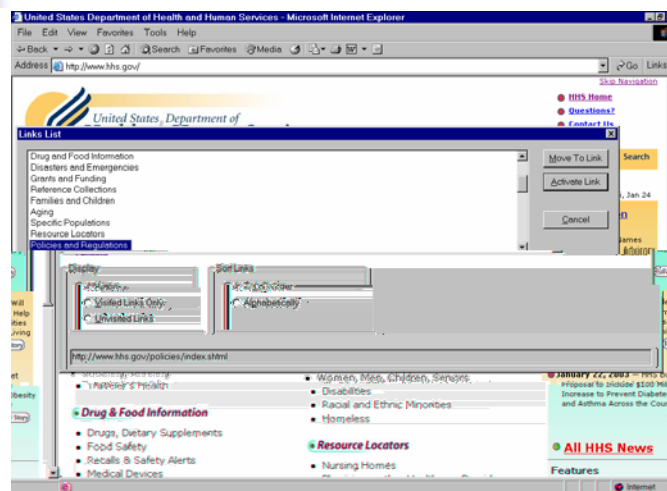 United States Department of Health and Human Services - Microsoft Internet Explorer
File Edit View Favorites Tools Help
Back Search Favorites Media
Address http://www.hhs.gov/ Go Links
Skip Navigation
HHS Home
Questions?
Contact Us
United States Department of
Links List
Drug and Food Information
Disasters and Emergencies
Grants and Funding
Reference Collections
Families and Children
Aging
Specific Populations
Resource Locators
Policies and Regulations
Move To Link
Activate Link
Cancel
Search
, Jan 24
Display
Visited Links Only
Unvisited Links
Sort Links
Alphabetically
http://www.hhs.gov/policies/index.shtml
Traveler's Health
Drug & Food Information
Drugs, Dietary Supplements
Food Safety
Recalls & Safety Alerts
Medical Devices
Women, Men, Children, Seniors
Disabilities
Racial and Ethnic Minorities
Homeless
Resource Locators
Nursing Homes
January 22, 2003 — HHS
Proposal to Include $100 Mil
Increase to Prevent Diabete
and Asthma Across the Cou
All HHS News
Features
Internet